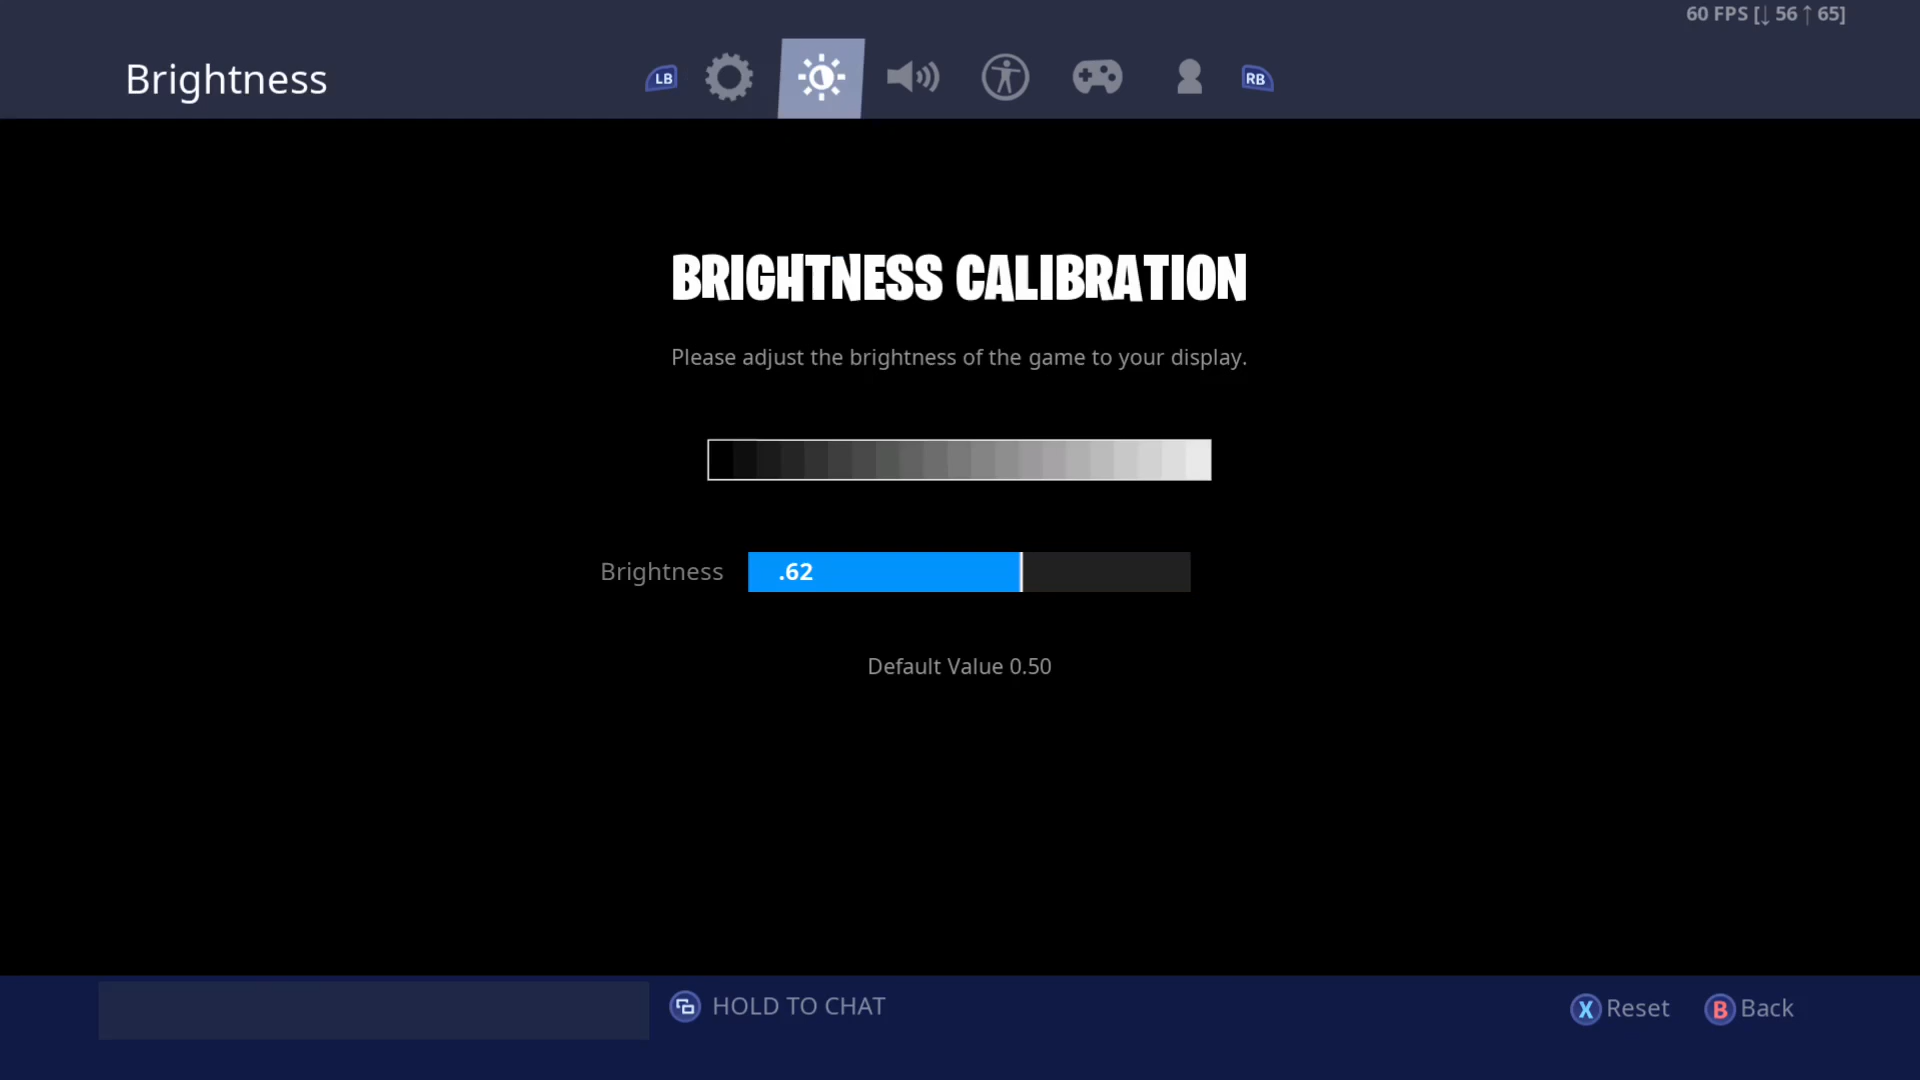 60 FPS [↓ 56 ↑ 65]
Brightness
LB
RB
BRIGHTNESS CALIBRATION
Please adjust the brightness of the game to your display.
Brightness .62
Default Value 0.50
HOLD TO CHAT
X Reset B Back